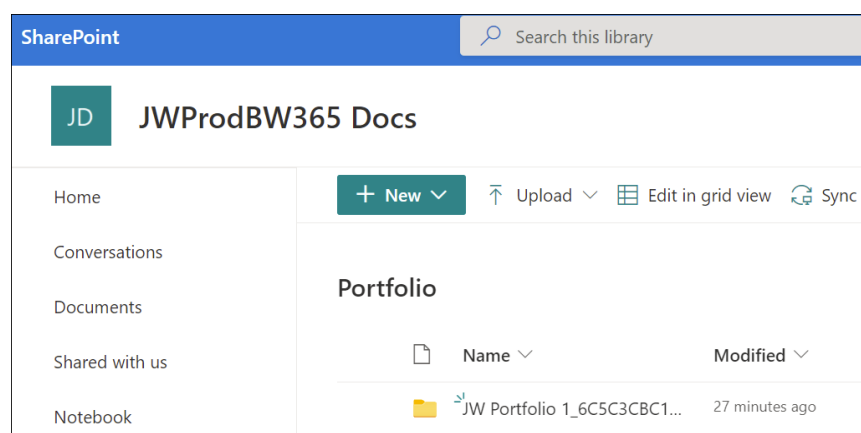 SharePoint
Search this library
JD
JWProdBW365 Docs
Home
New
Upload
Edit in grid view
Sync
Conversations
Portfolio
Documents
Name
Modified
Shared with us
JW Portfolio 1_6C5C3CBC1...
27 minutes ago
Notebook